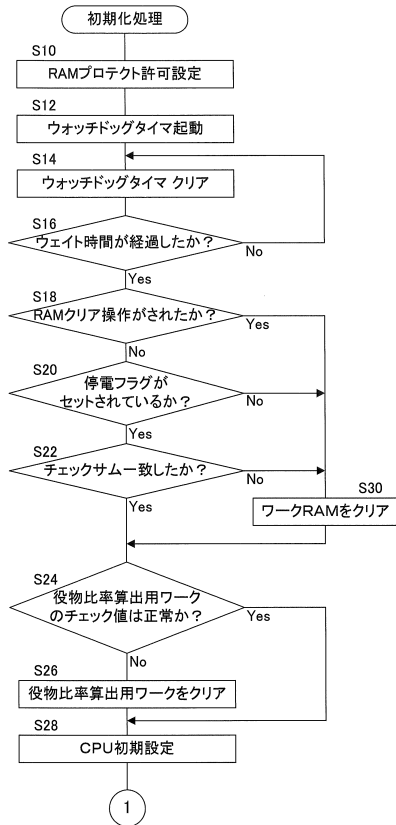 初期化処理
S10
RAMプロテクト許可設定
S12
ウォッチドッグタイマ起動
S14
ウォッチドッグタイマ クリア
S16
ウェイト時間が経過したか？
No
Yes
S18
RAMクリア操作がされたか？
Yes
No
S20
停電フラグが
セットされているか？
No
Yes
S22
チェックサム一致したか？
No
Yes
S30
ワークRAMをクリア
S24
役物比率算出用ワーク
のチェック値は正常か？
Yes
No
S26
役物比率算出用ワークをクリア
S28
CPU初期設定
1